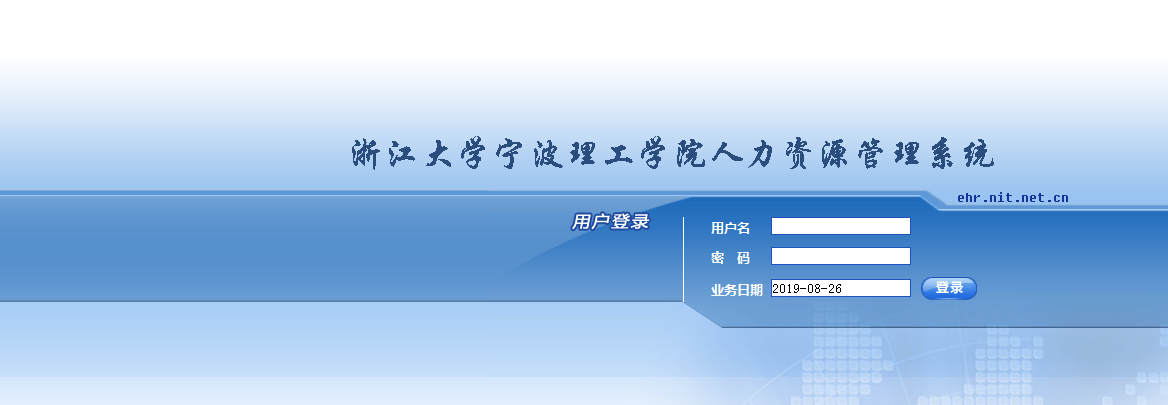 浙江大学宁波理工学院人力资源管理系统
ehr.nit.net.cn
用户登录
用户名
密 码
业务日期 2019-08-26 登录